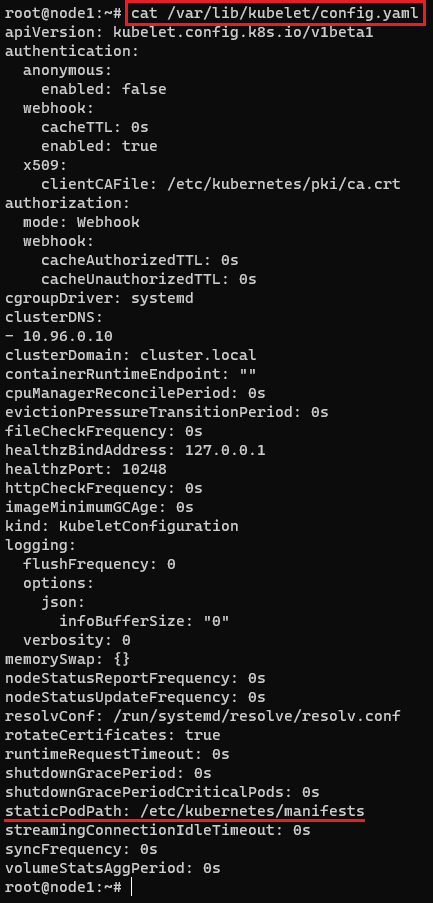 root@node1:~# cat /var/lib/kubelet/config.yaml
apiVersion: kubelet.config.k8s.io/v1beta1
authentication:
  anonymous:
    enabled: false
  webhook:
    cacheTTL: 0s
    enabled: true
  x509:
    clientCAFile: /etc/kubernetes/pki/ca.crt
authorization:
  mode: Webhook
  webhook:
    cacheAuthorizedTTL: 0s
    cacheUnauthorizedTTL: 0s
cgroupDriver: systemd
clusterDNS:
- 10.96.0.10
clusterDomain: cluster.local
containerRuntimeEndpoint: ""
cpuManagerReconcilePeriod: 0s
evictionPressureTransitionPeriod: 0s
fileCheckFrequency: 0s
healthzBindAddress: 127.0.0.1
healthzPort: 10248
httpCheckFrequency: 0s
imageMinimumGCAge: 0s
kind: KubeletConfiguration
logging:
  flushFrequency: 0
  options:
    json:
      infoBufferSize: "0"
  verbosity: 0
memorySwap: {}
nodeStatusReportFrequency: 0s
nodeStatusUpdateFrequency: 0s
resolvConf: /run/systemd/resolve/resolv.conf
rotateCertificates: true
runtimeRequestTimeout: 0s
shutdownGracePeriod: 0s
shutdownGracePeriodCriticalPods: 0s
staticPodPath: /etc/kubernetes/manifests
streamingConnectionIdleTimeout: 0s
syncFrequency: 0s
volumeStatsAggPeriod: 0s
root@node1:~#